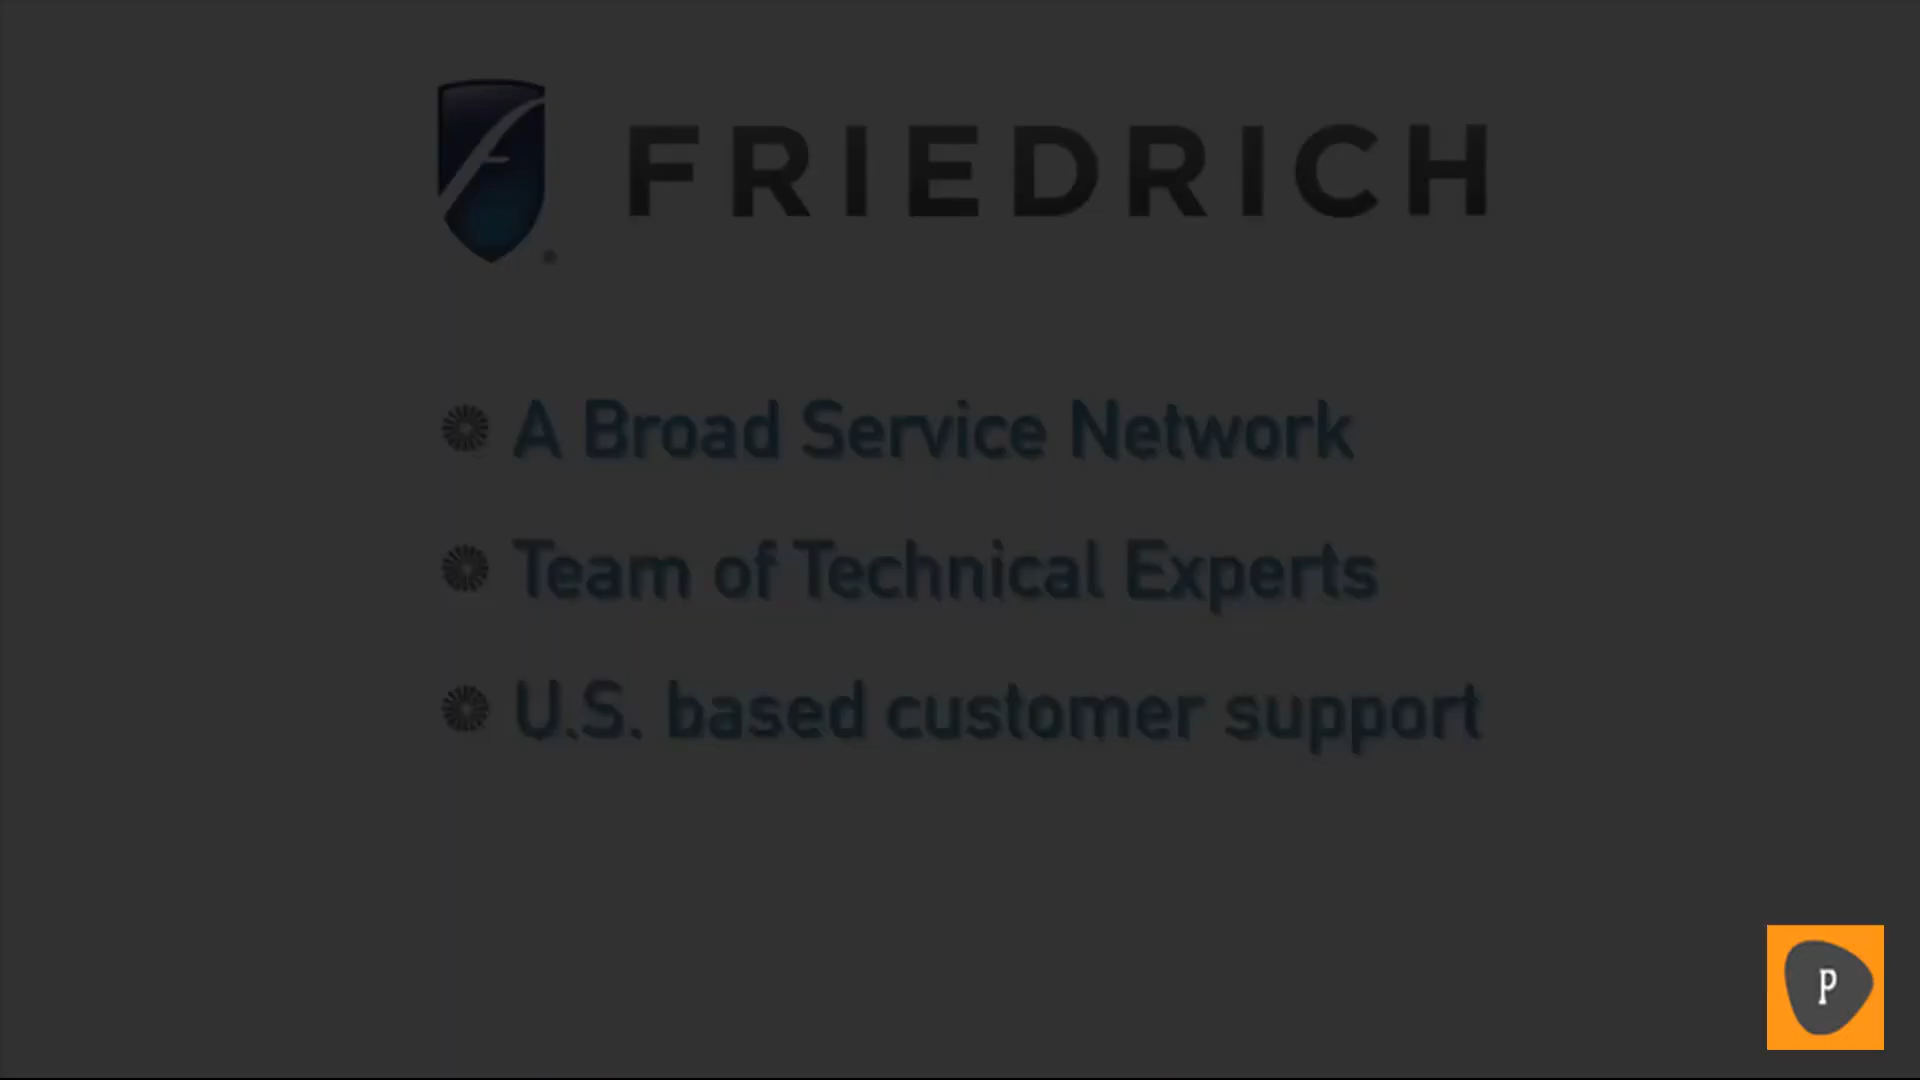 FRIEDRICH
A Broad Service Network
Team of Technical Experts
U.S. based customer support
P